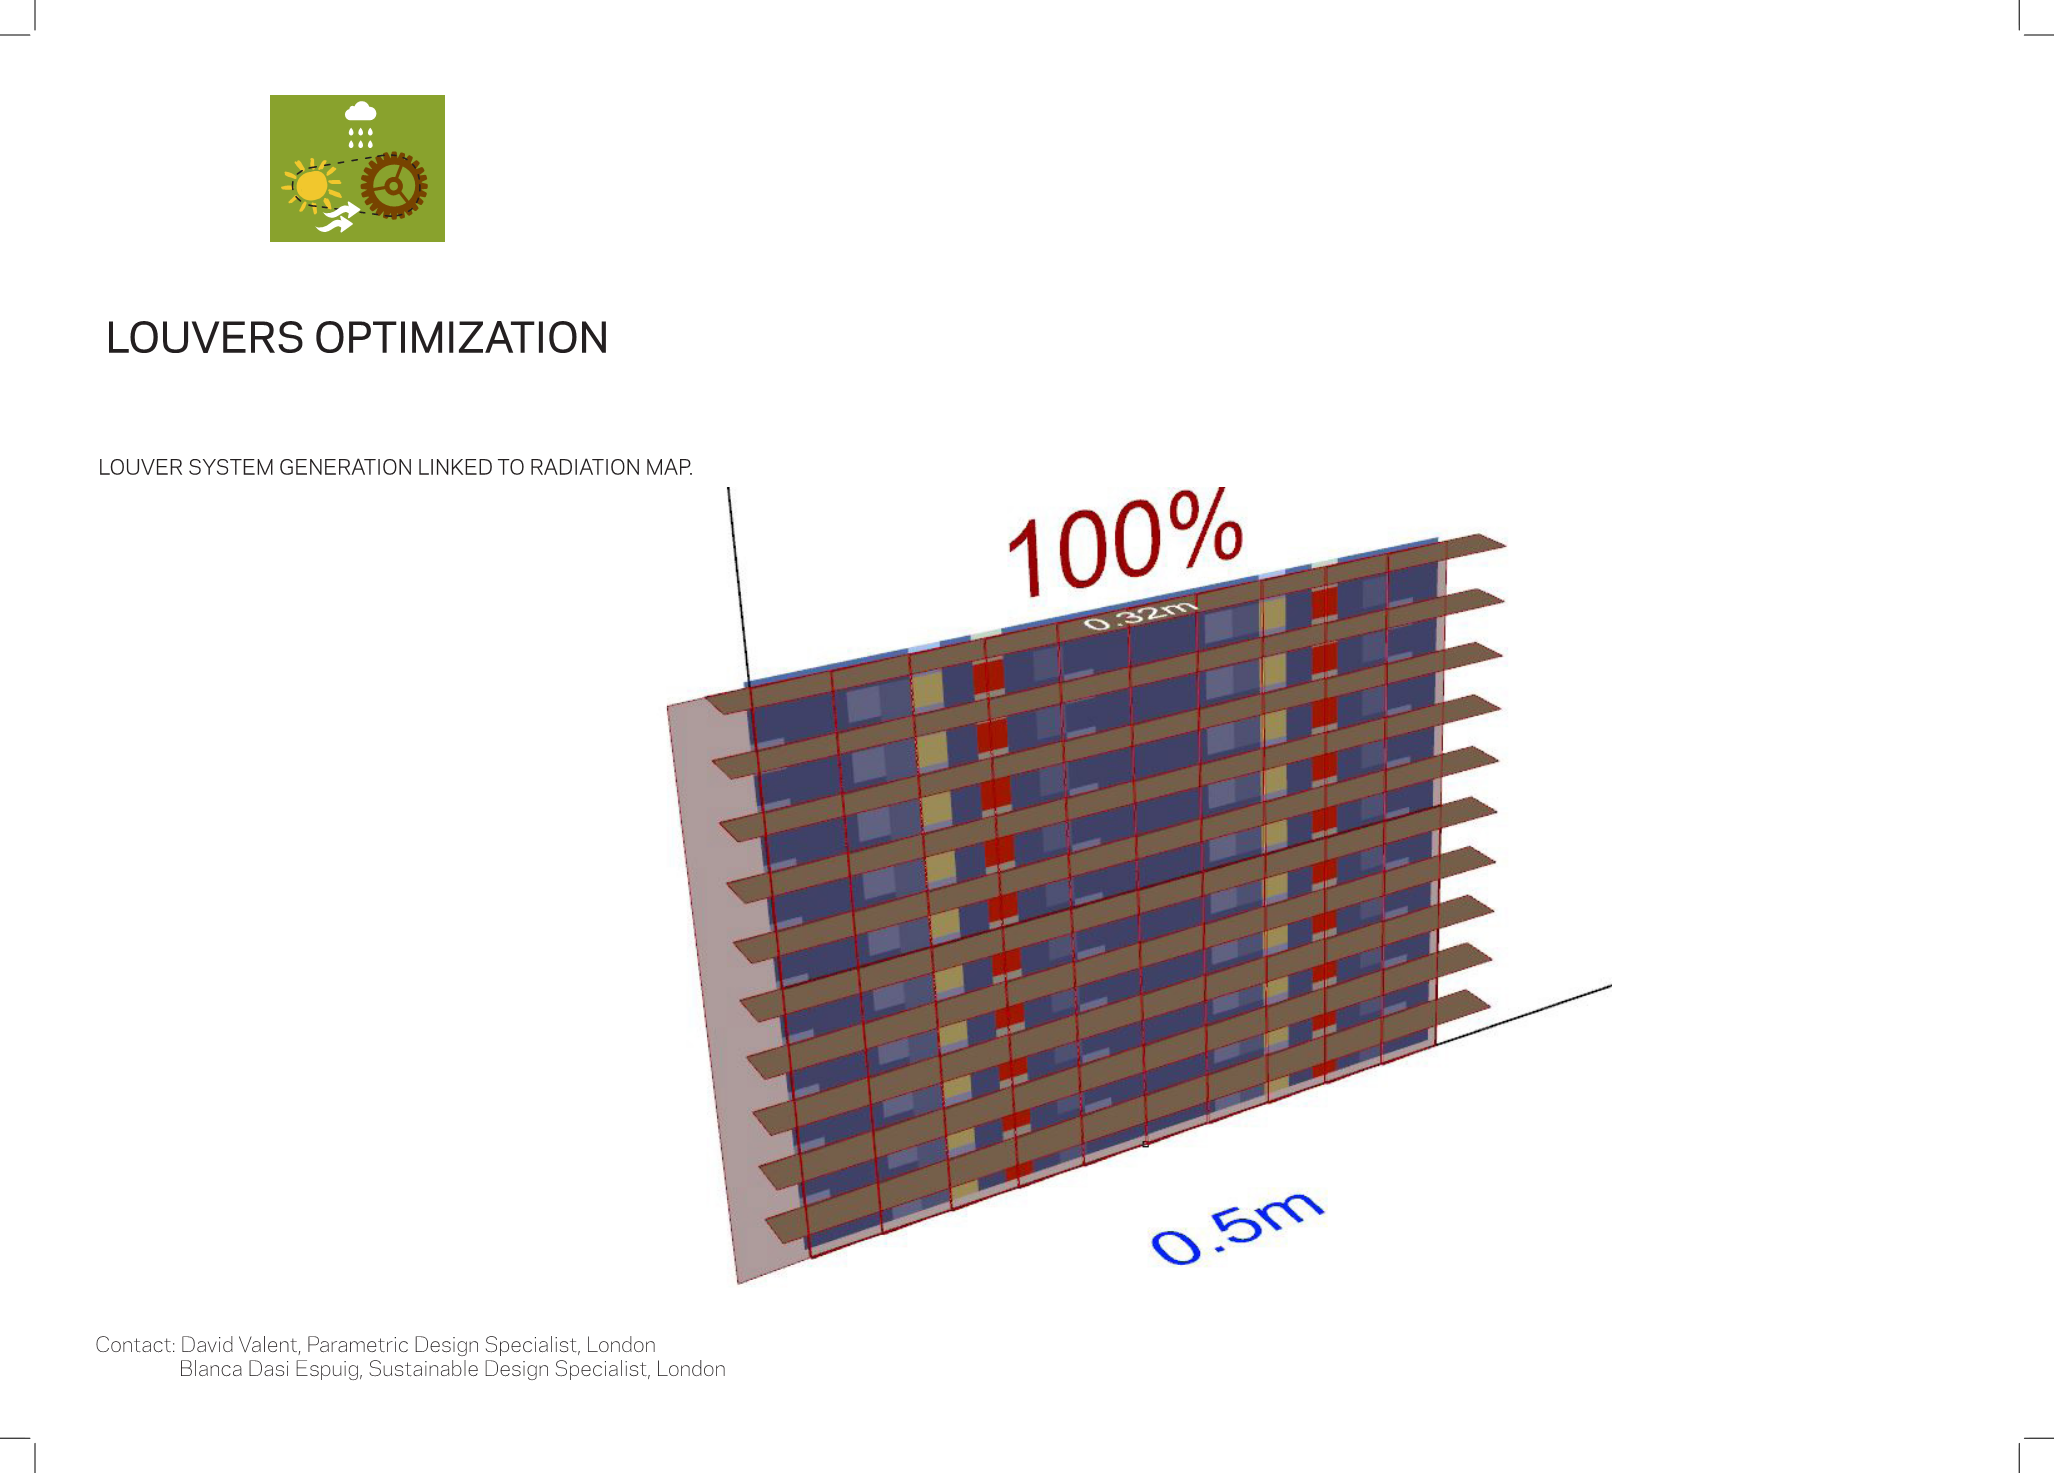 LOUVERS OPTIMIZATION
LOUVER SYSTEM GENERATION LINKED TO RADIATION MAP.
100%
0.32m
0.5m
Contact: David Valent, Parametric Design Specialist, London
Blanca Dasi Espuig, Sustainable Design Specialist, London